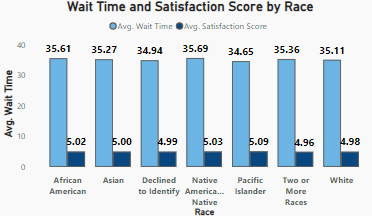 Wait Time and Satisfaction Score by Race
Avg. Wait Time Avg. Satisfaction Score
Avg. Wait Time
40
30
20
10
0
35.61 35.27 34.94 35.69 34.65 35.36 35.11
5.02 5.00 4.99 5.03 5.09 4.96 4.98
African Asian Declined Native Pacific Two or White
American to Identify America... Islander More
Native Races
Race